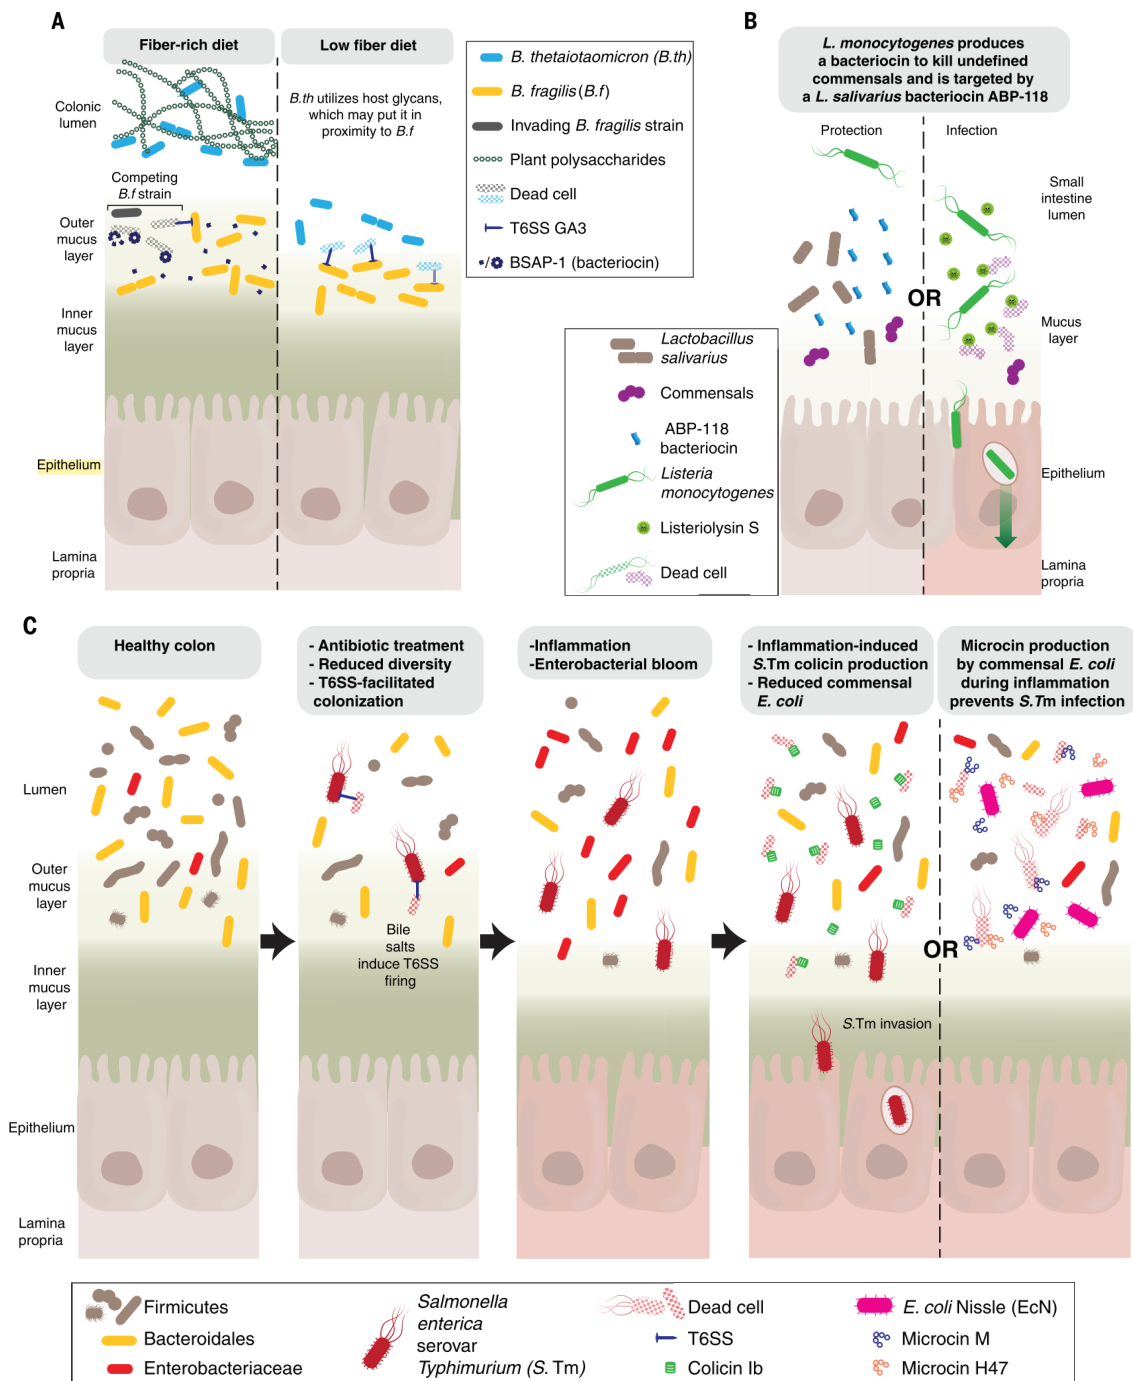 A
Fiber-rich diet
Low fiber diet
Colonic
lumen
B.th utilizes host glycans,
which may put it in
proximity to B.f
Competing
B.f strain
Outer
mucus
layer
Inner
mucus
layer
Epithelium
Lamina
propria
B. thetaiotaomicron (B.th)
B. fragilis (B.f)
Invading B. fragilis strain
Plant polysaccharides
Dead cell
T6SS GA3
BSAP-1 (bacteriocin)
B
L. monocytogenes produces
a bacteriocin to kill undefined
commensals and is targeted by
a L. salivarius bacteriocin ABP-118
Protection
Infection
Small
intestine
lumen
OR
Mucus
layer
Epithelium
Lamina
propria
Lactobacillus
salivarius
Commensals
ABP-118
bacteriocin
Listeria
monocytogenes
Listeriolysin S
Dead cell
C
Healthy colon
- Antibiotic treatment
- Reduced diversity
- T6SS-facilitated
colonization
-Inflammation
-Enterobacterial bloom
- Inflammation-induced
S.Tm colicin production
- Reduced commensal
E. coli
Microcin production
by commensal E. coli
during inflammation
prevents S.Tm infection
Lumen
Outer
mucus
layer
Inner
mucus
layer
Epithelium
Lamina
propria
Bile
salts
induce T6SS
firing
OR
S.Tm invasion
Firmicutes
Bacteroidales
Enterobacteriaceae
Salmonella
enterica
serovar
Typhimurium (S. Tm)
Dead cell
T6SS
Colicin Ib
E. coli Nissle (EcN)
Microcin M
Microcin H47